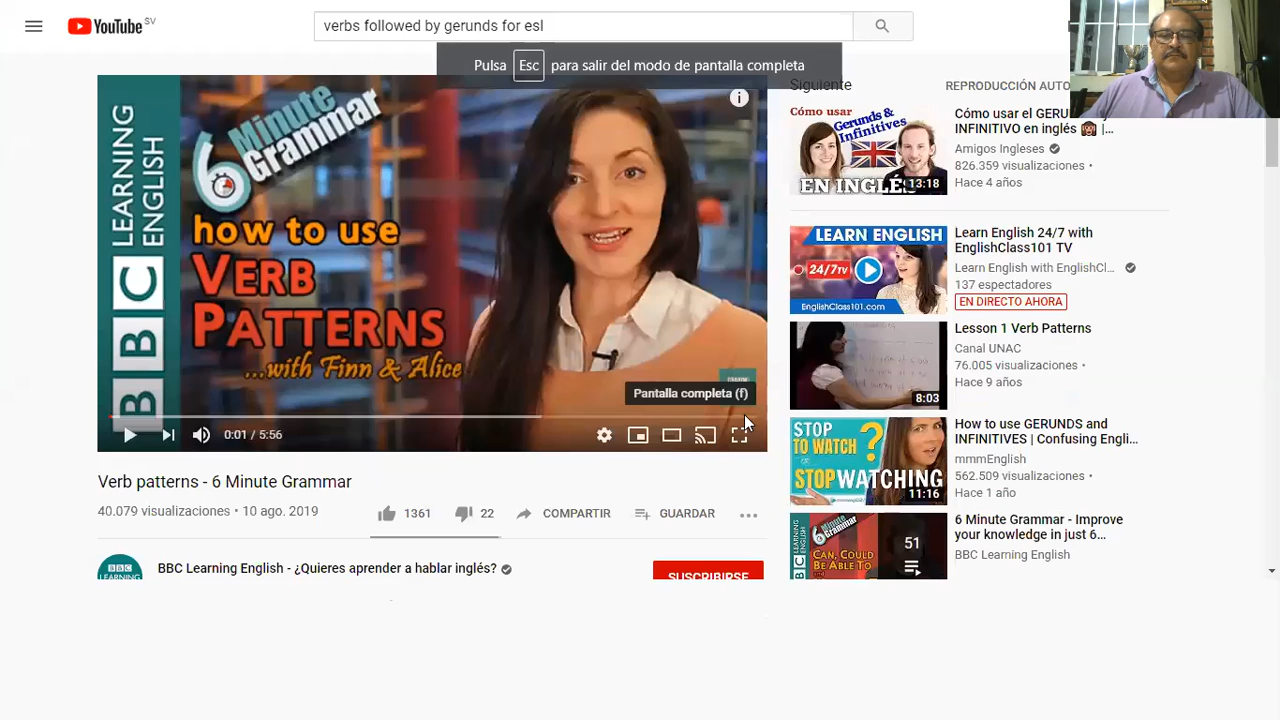 YouTube SV
verbs followed by gerunds for esl
Pulsa Esc para salir del modo de pantalla completa
BBC LEARNING ENGLISH
6 Minute Grammar
how to use
VERB
PATTERNS
...with Finn & Alice
Pantalla completa (f)
0:01 / 5:56
Verb patterns - 6 Minute Grammar
40.079 visualizaciones • 10 ago. 2019
1361
22
COMPARTIR
GUARDAR
BBC LEARNING
BBC Learning English - ¿Quieres aprender a hablar inglés?
SUSCRIBIRSE
Siguiente
REPRODUCCIÓN AUTO
Cómo usar
Gerunds &
Infinitives
EN INGLÉS
13:18
Cómo usar el GERU
INFINITIVO en inglés |...
Amigos Ingleses
826.359 visualizaciones •
Hace 4 años
LEARN ENGLISH
24/7TV
EnglishClass101.com
Learn English 24/7 with
EnglishClass101 TV
Learn English with EnglishCl...
137 espectadores
EN DIRECTO AHORA
8:03
Lesson 1 Verb Patterns
Canal UNAC
76.005 visualizaciones •
Hace 9 años
STOP
TO WATCH ?
STOP WATCHING
11:16
How to use GERUNDS and
INFINITIVES | Confusing Engli...
mmmEnglish
562.509 visualizaciones •
Hace 1 año
6 Minute Grammar
CAN, COULD
BE ABLE TO
51
6 Minute Grammar - Improve
your knowledge in just 6...
BBC Learning English